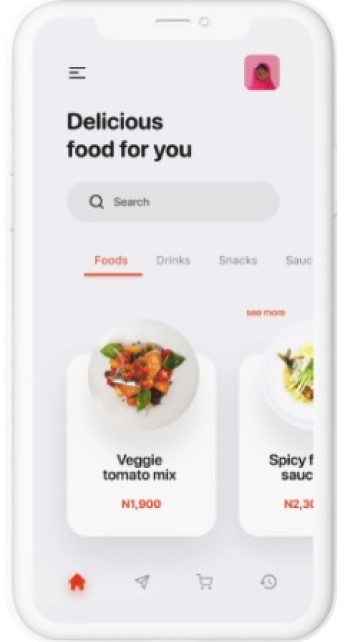 Delicious
food for you
Search
Foods Drinks Snacks Sauc
see more
Veggie
tomato mix
N1,900
Spicy f
sauc
N2,30